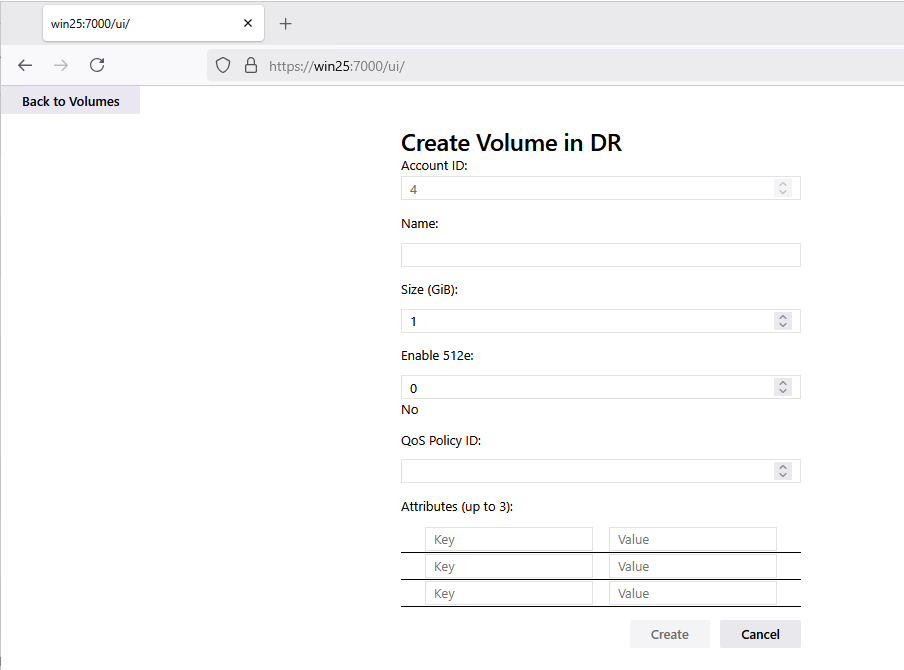 win25:7000/ui/
https://win25:7000/ui/
Back to Volumes
Create Volume in DR
Account ID:
4
Name:
Size (GiB):
1
Enable 512e:
0
No
QoS Policy ID:
Attributes (up to 3):
Key Value
Key Value
Key Value
Create Cancel